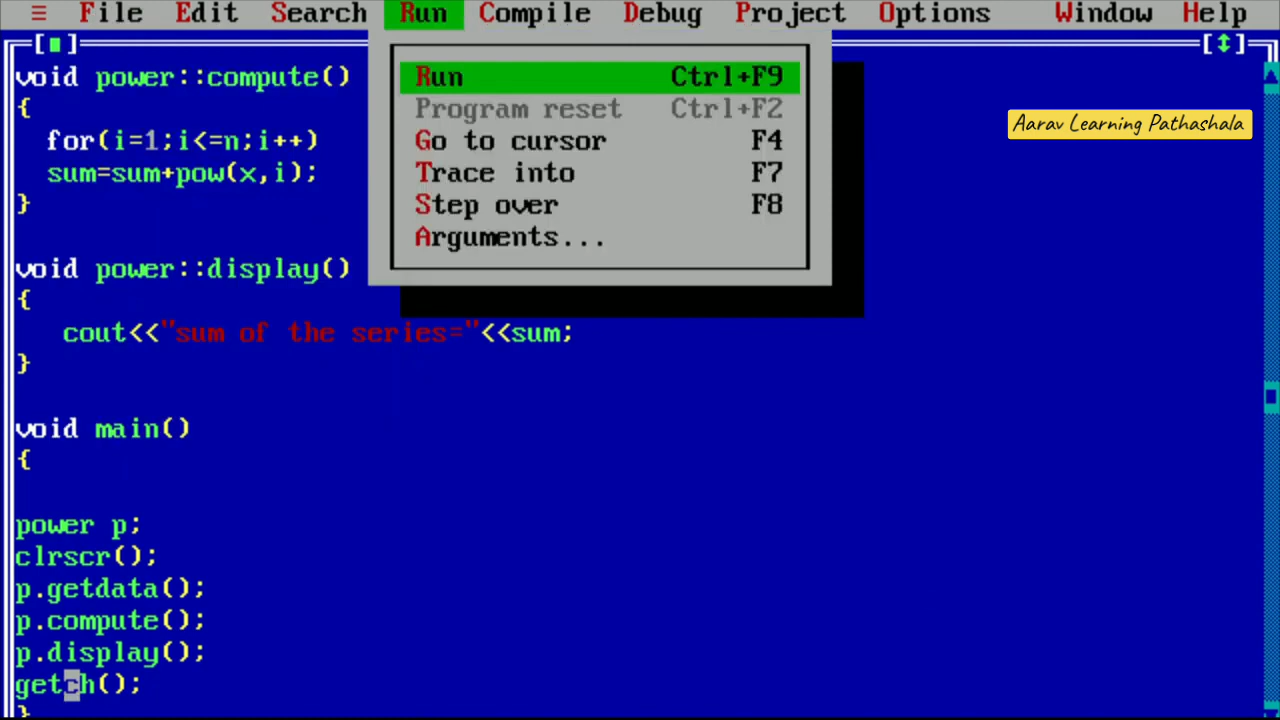 ≡ File Edit Search Run Compile Debug Project Options Window Help
[■] [↕]
Run Ctrl+F9
Program reset Ctrl+F2
Go to cursor F4
Trace into F7
Step over F8
Arguments...
Aarav Learning Pathashala
void power::compute()
{
for(i=1;i<=n;i++)
sum=sum+pow(x,i);
}
void power::display()
{
cout<<"sum of the series="<<sum;
}
void main()
{
power p;
clrscr();
p.getdata();
p.compute();
p.display();
getch();
}